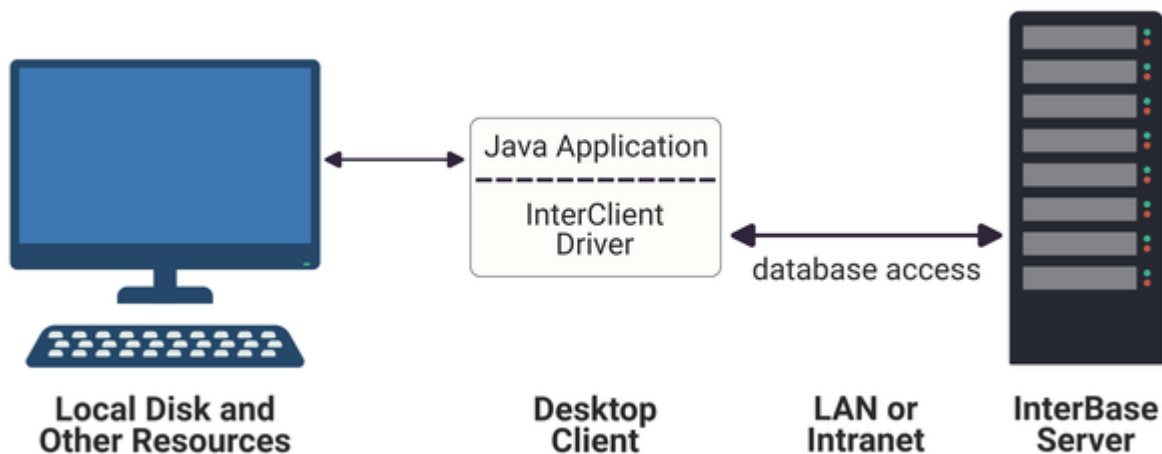 Java Application
InterClient
Driver
database access
Local Disk and
Other Resources
Desktop
Client
LAN or
Intranet
InterBase
Server